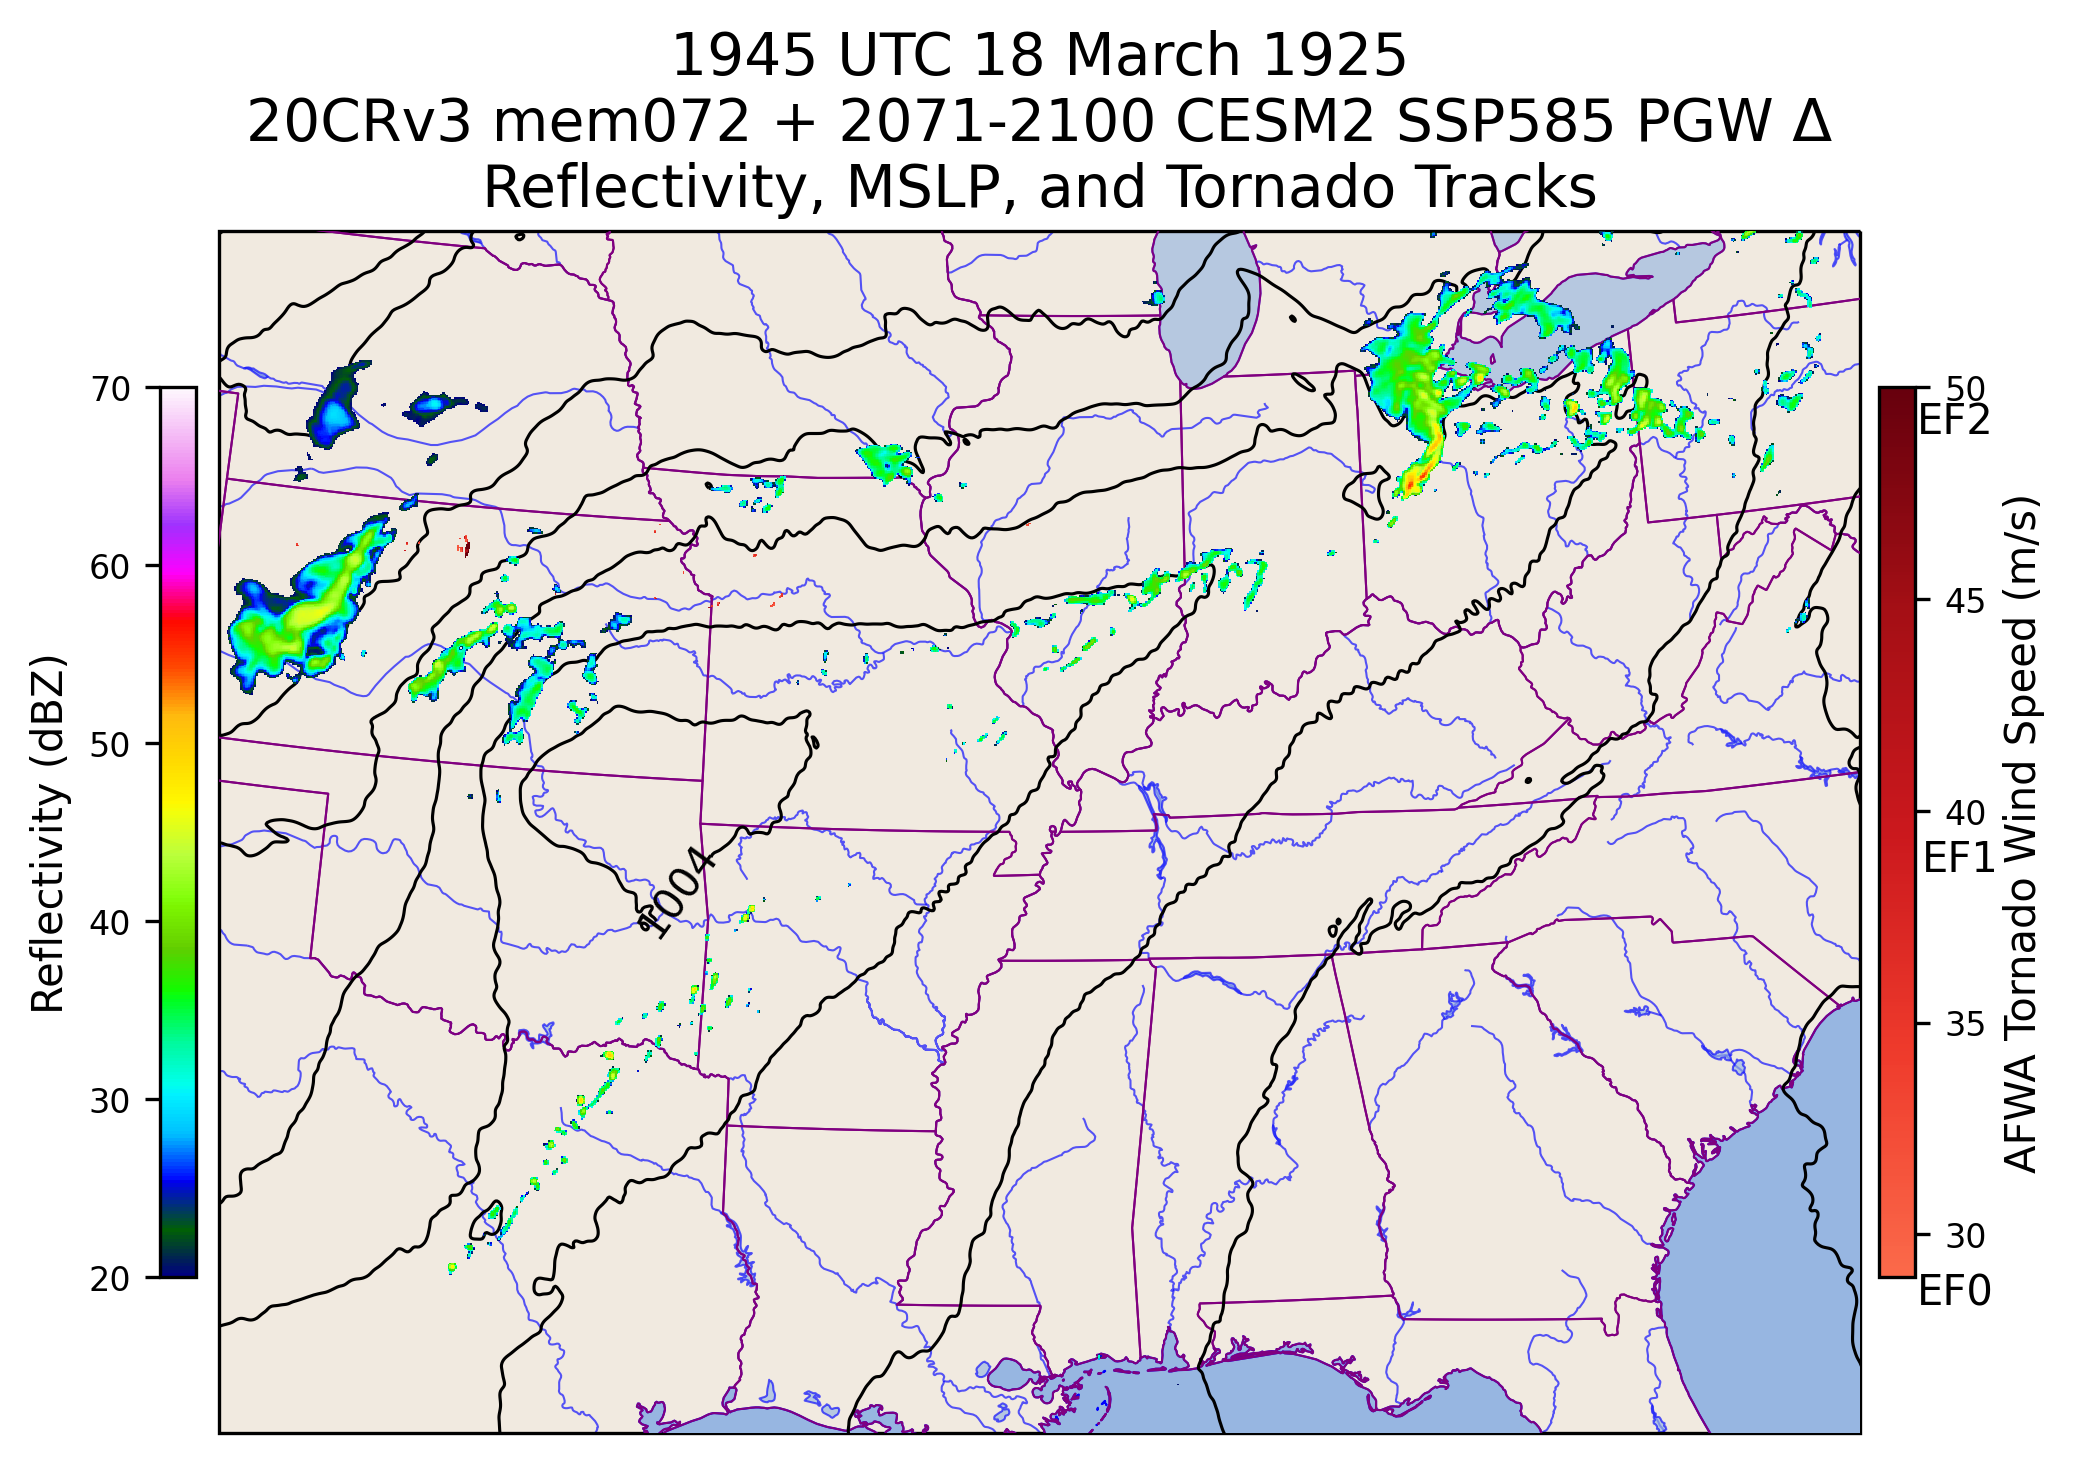 1945 UTC 18 March 1925
20CRv3 mem072 + 2071-2100 CESM2 SSP585 PGW Δ
Reflectivity, MSLP, and Tornado Tracks
Reflectivity (dBZ)
70
60
50
40
30
20
1004
50
EF2
45
40
EF1
35
30
EF0
AFWA Tornado Wind Speed (m/s)